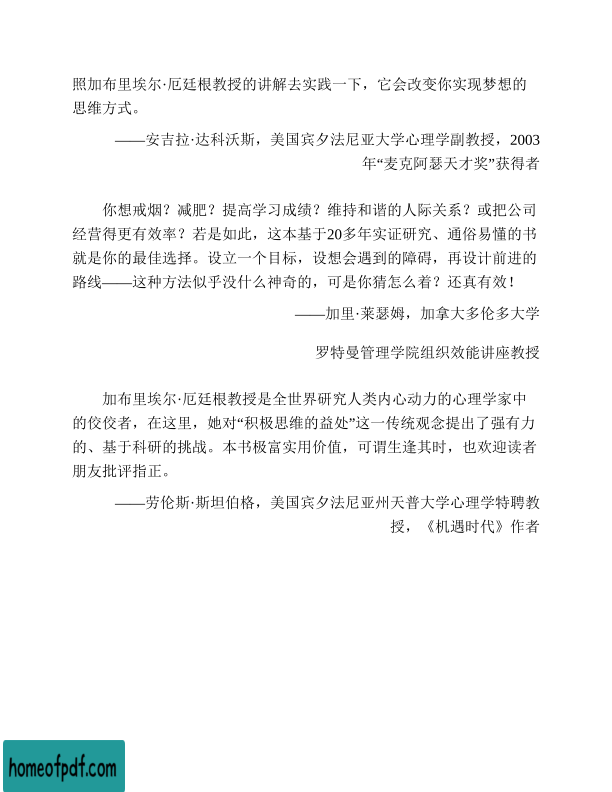 照加布里埃尔·厄廷根教授的讲解去实践一下，它会改变你实现梦想的
思维方式。
——安吉拉·达科沃斯，美国宾夕法尼亚大学心理学副教授，2003
年“麦克阿瑟天才奖”获得者
你想戒烟？减肥？提高学习成绩？维持和谐的人际关系？或把公司
经营得更有效率？若是如此，这本基于20多年实证研究、通俗易懂的书
就是你的最佳选择。设立一个目标，设想会遇到的障碍，再设计前进的
路线——这种方法似乎没什么神奇的，可是你猜怎么着？还真有效！
——加里·莱瑟姆，加拿大多伦多大学
罗特曼管理学院组织效能讲座教授
加布里埃尔·厄廷根教授是全世界研究人类内心动力的心理学家中
的佼佼者，在这里，她对“积极思维的益处”这一传统观念提出了强有力
的、基于科研的挑战。本书极富实用价值，可谓生逢其时，也欢迎读者
朋友批评指正。
——劳伦斯·斯坦伯格，美国宾夕法尼亚州天普大学心理学特聘教
授，《机遇时代》作者
homeofpdf.com